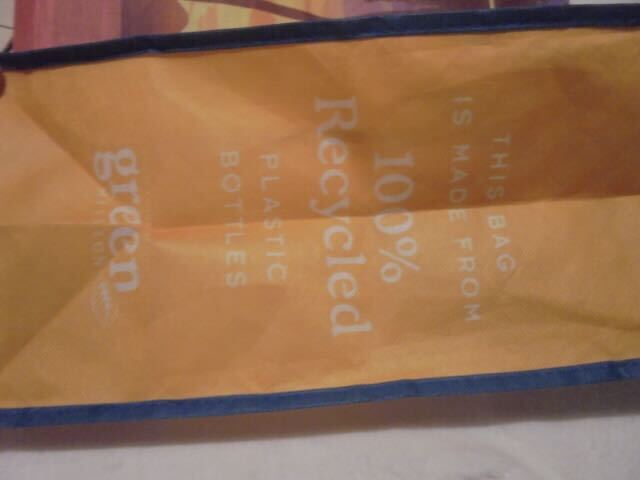 THIS BAG
IS MADE FROM
100%
Recycled
PLASTIC
BOTTLES
green